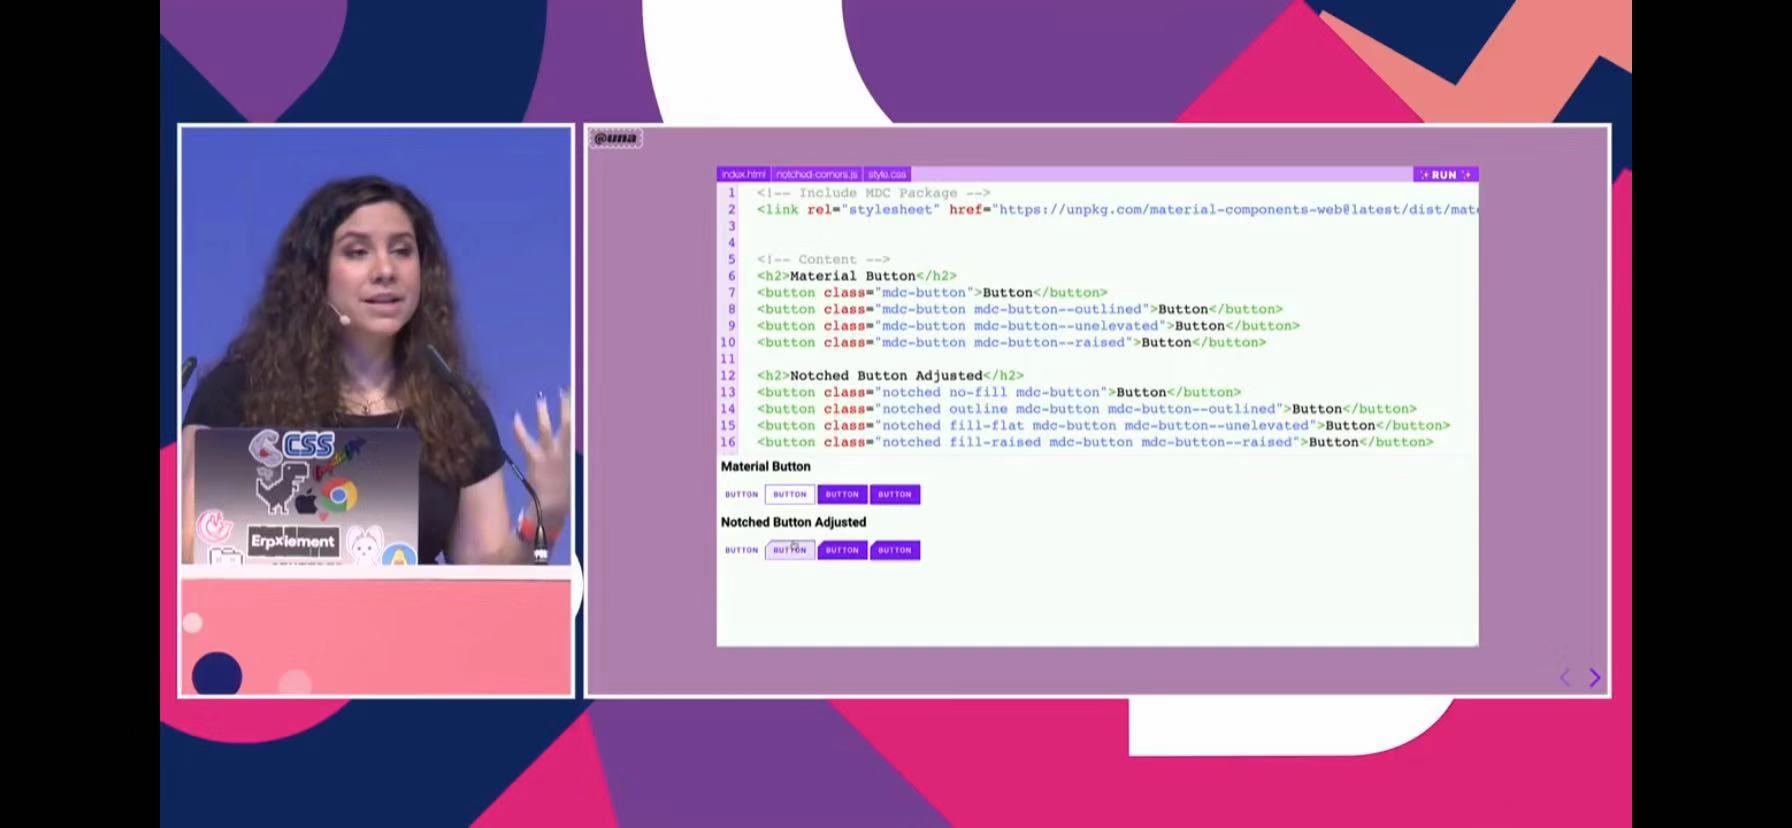 @una
index.html notched-corners.js style.css
RUN
1 <!-- Include MDC Package -->
2 <link rel="stylesheet" href="https://unpkg.com/material-components-web@latest/dist/mat
3
4
5 <!-- Content -->
6 <h2>Material Button</h2>
7 <button class="mdc-button">Button</button>
8 <button class="mdc-button mdc-button--outlined">Button</button>
9 <button class="mdc-button mdc-button--unelevated">Button</button>
10 <button class="mdc-button mdc-button--raised">Button</button>
11
12 <h2>Notched Button Adjusted</h2>
13 <button class="notched no-fill mdc-button">Button</button>
14 <button class="notched outline mdc-button mdc-button--outlined">Button</button>
15 <button class="notched fill-flat mdc-button mdc-button--unelevated">Button</button>
16 <button class="notched fill-raised mdc-button mdc-button--raised">Button</button>
Material Button
BUTTON BUTTON BUTTON BUTTON
Notched Button Adjusted
BUTTON BUTTON BUTTON BUTTON
CSS
Erpxlement